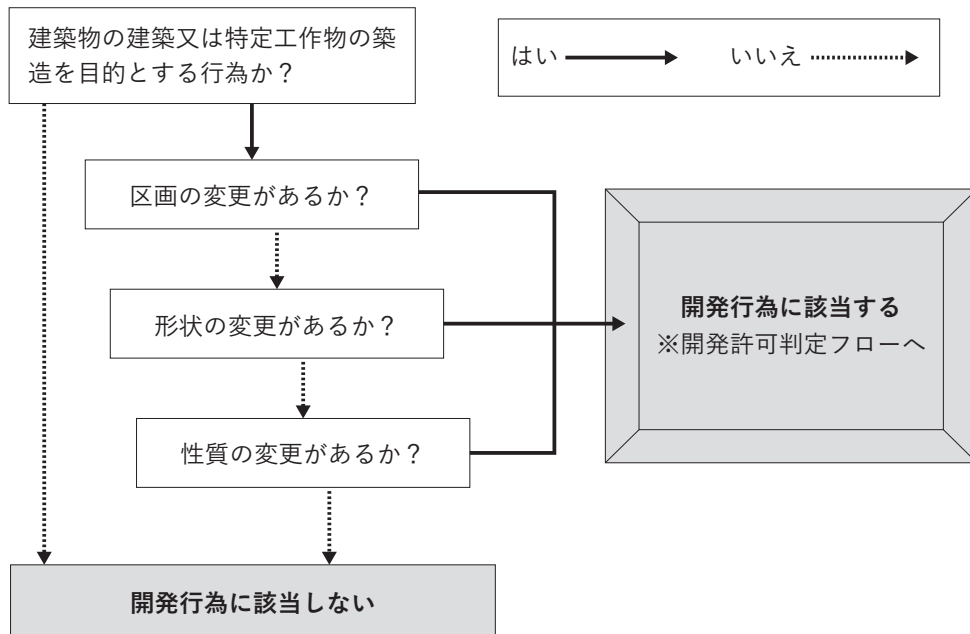 建築物の建築又は特定工作物の築
造を目的とする行為か？
はい
いいえ
区画の変更があるか？
形状の変更があるか？
性質の変更があるか？
開発行為に該当する
※開発許可判定フローへ
開発行為に該当しない